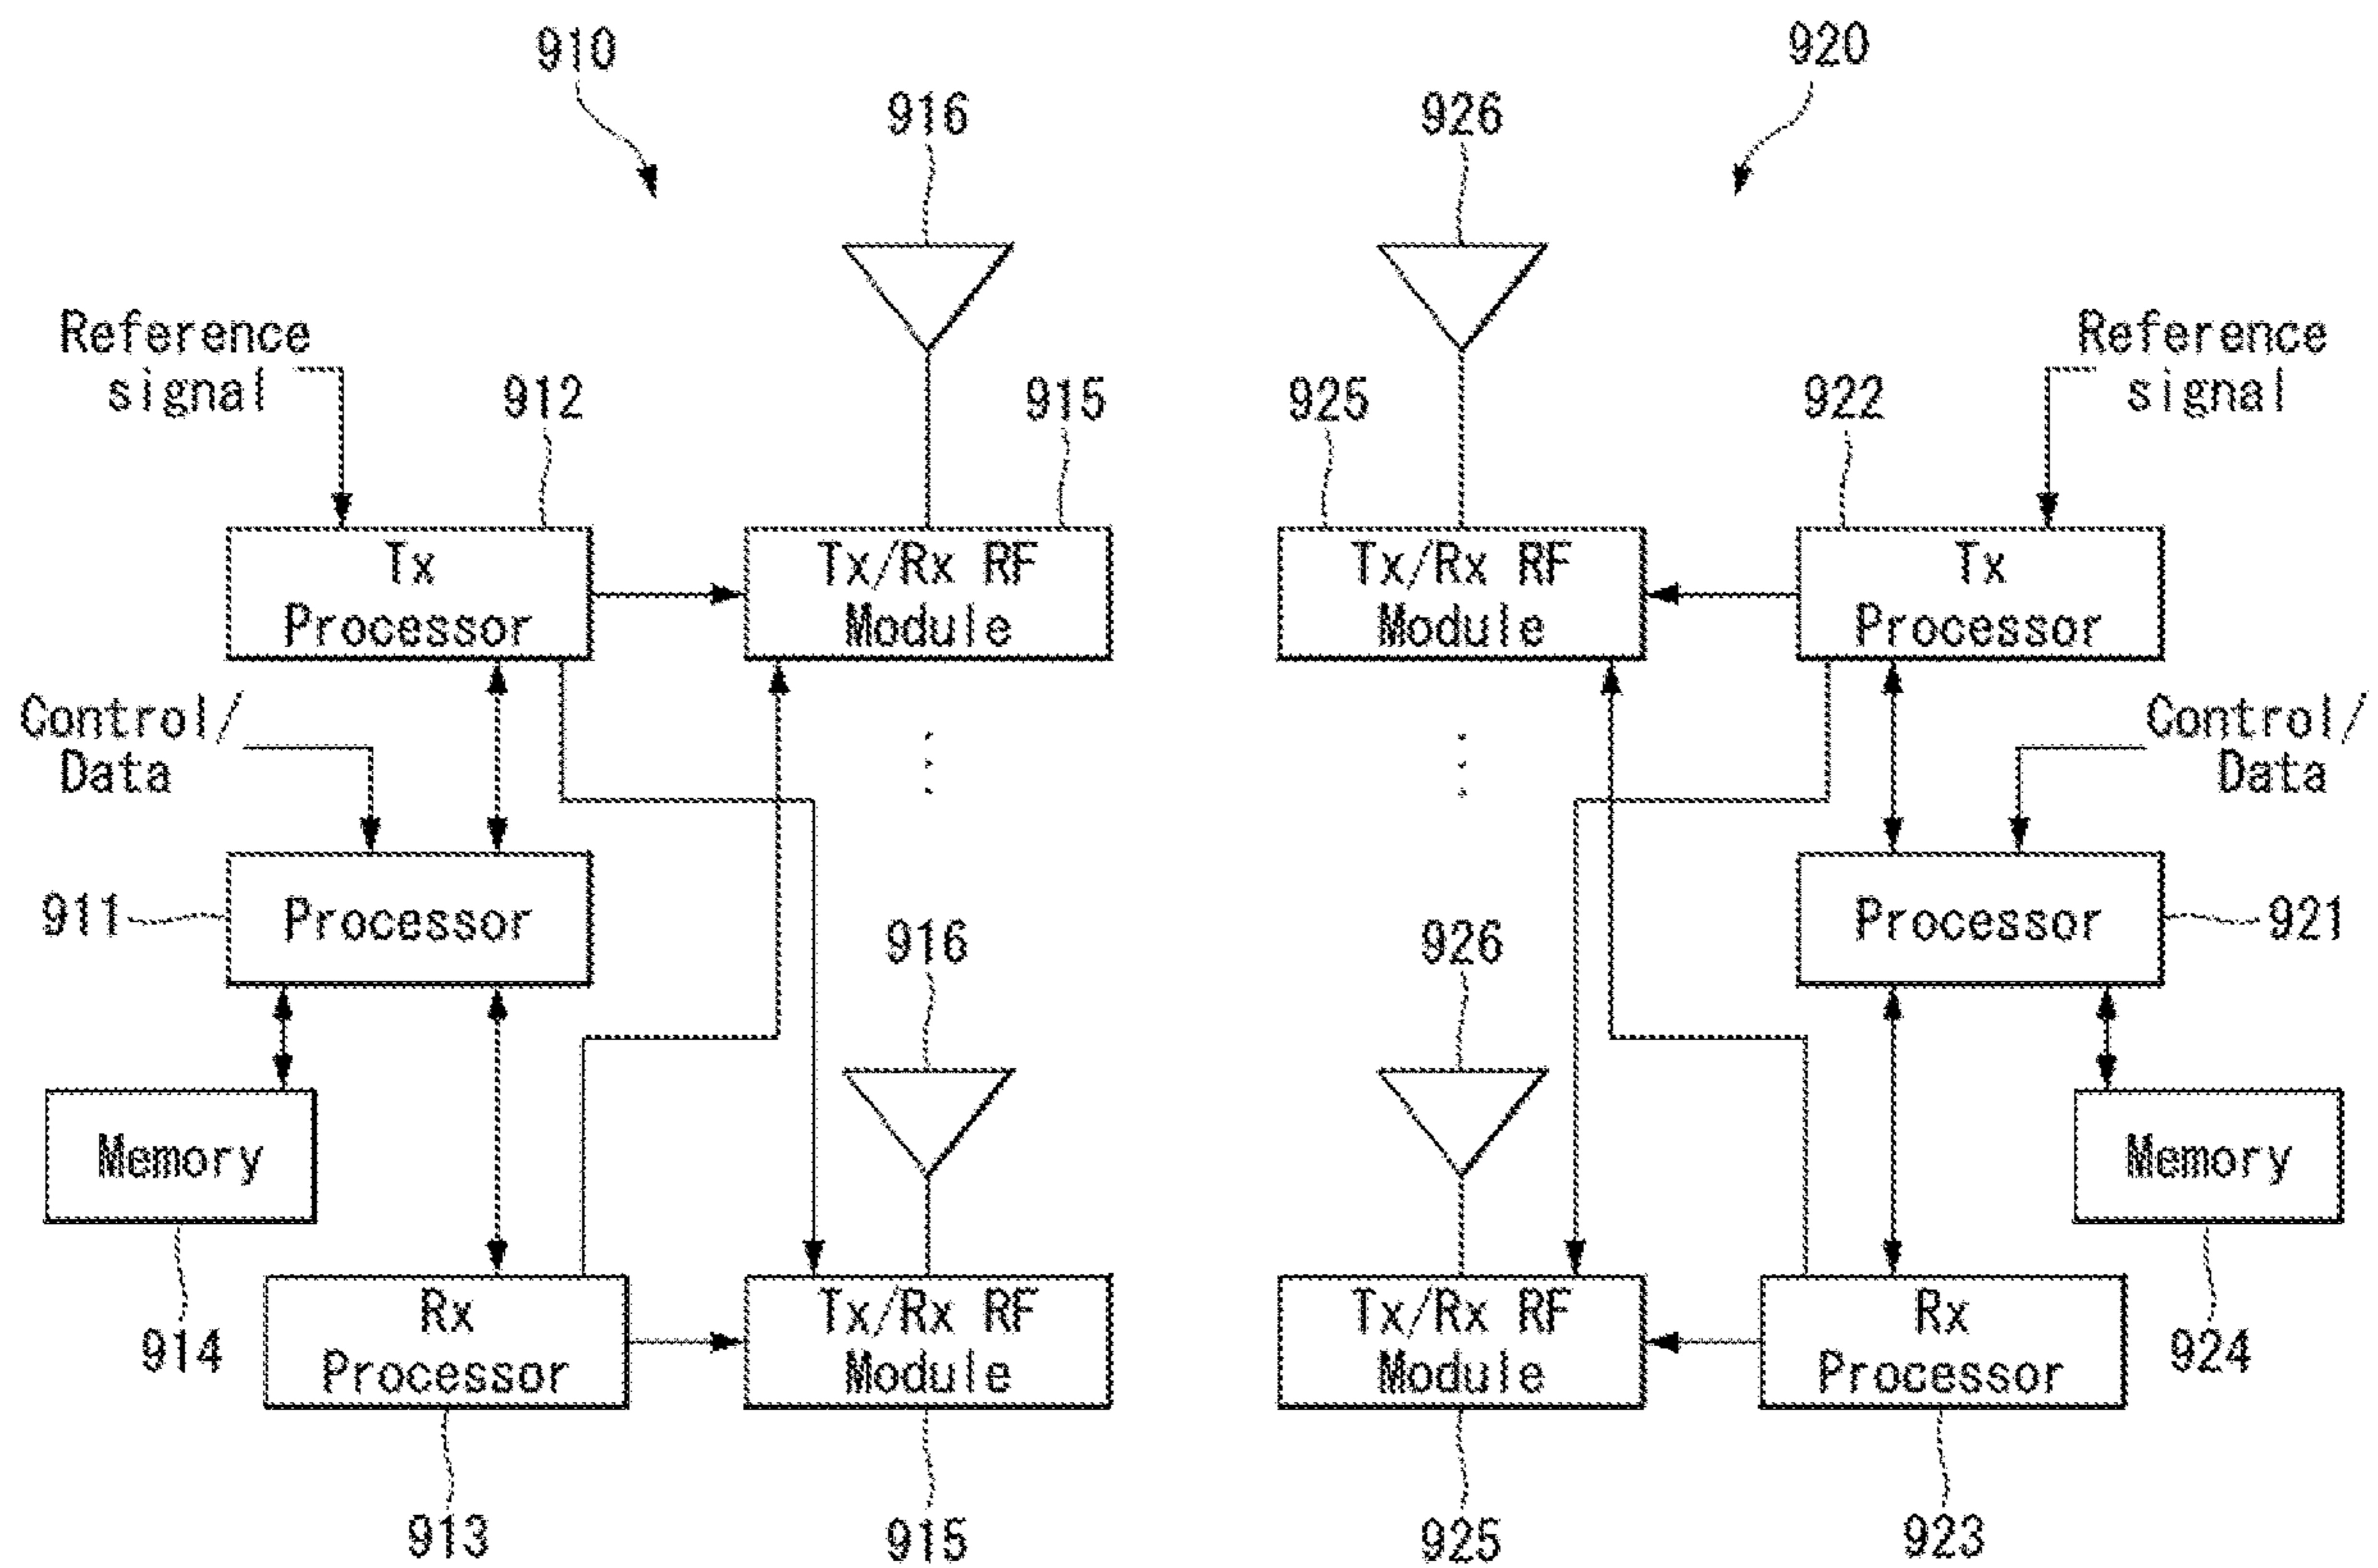 910
920
916
926
Reference
signal
912
915
925
922
Reference
signal
Tx
Processor
Tx/Rx RF
Module
Tx/Rx RF
Module
Tx
Processor
Control/
Data
Control/
Data
911
Processor
916
926
Processor
921
Memory
Memory
914
Rx
Processor
Tx/Rx RF
Module
Tx/Rx RF
Module
Rx
Processor
924
913
915
925
923